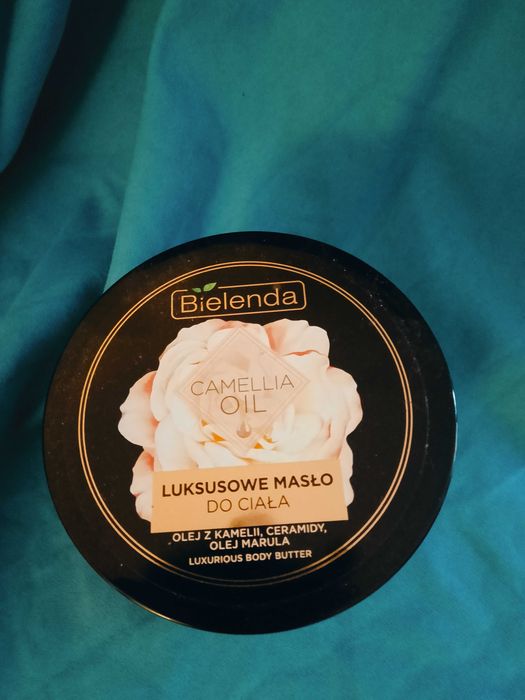 Bielenda
CAMELLIA
OIL
LUKSUSOWE MASŁO
DO CIAŁA
OLEJ Z KAMELII, CERAMIDY,
OLEJ MARULA
LUXURIOUS BODY BUTTER